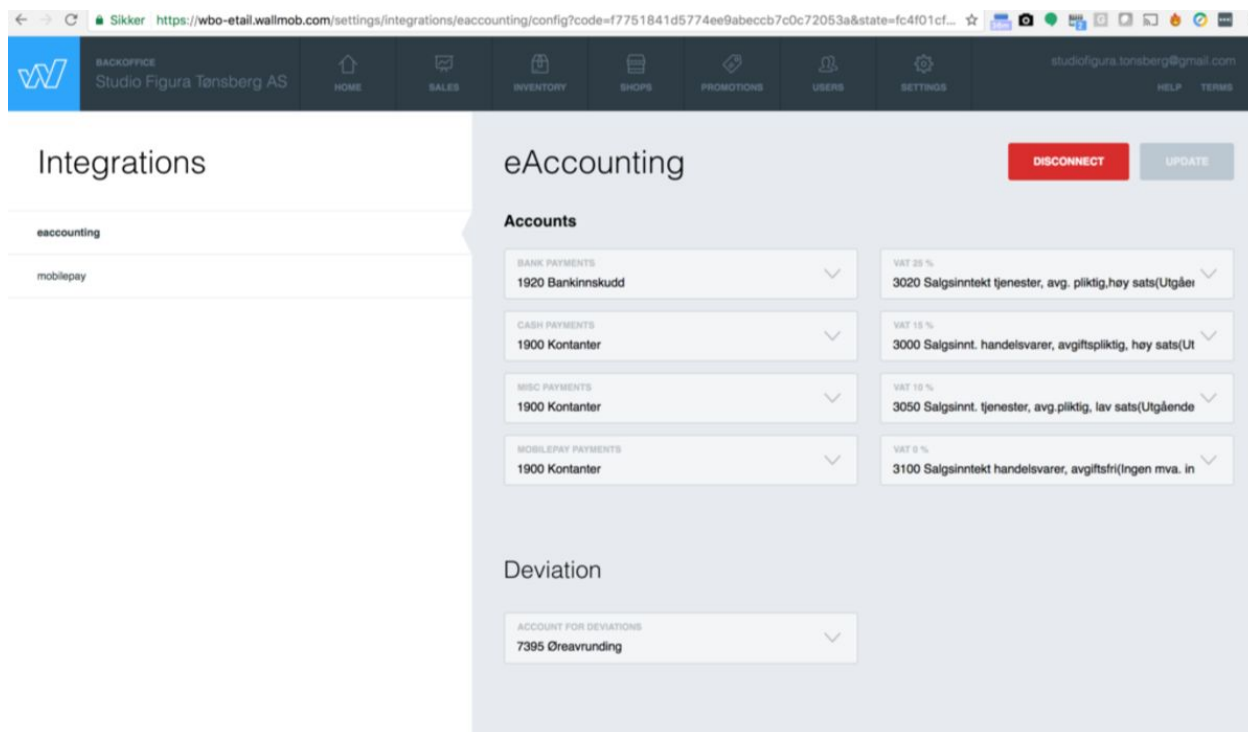 Sikker https://wbo-etail.wallmob.com/settings/integrations/eaccounting/config?code=f7751841d5774ee9abeccb7c0c72053a&state=fc4f01cf...
BACKOFFICE
Studio Figura Tønsberg AS
HOME
SALES
INVENTORY
SHOPS
PROMOTIONS
USERS
SETTINGS
studiofigura.tonsberg@gmail.com
HELP TERMS
Integrations
eaccounting
mobilepay
eAccounting
DISCONNECT
UPDATE
Accounts
BANK PAYMENTS
1920 Bankinnskudd
VAT 25 %
3020 Salgsinntekt tjenester, avg. pliktig,høy sats(Utgåer
CASH PAYMENTS
1900 Kontanter
VAT 15 %
3000 Salgsinnt. handelsvarer, avgiftspliktig, høy sats(Ut
MISC PAYMENTS
1900 Kontanter
VAT 10 %
3050 Salgsinnt. tjenester, avg.pliktig, lav sats(Utgående
MOBILEPAY PAYMENTS
1900 Kontanter
VAT 0 %
3100 Salgsinntekt handelsvarer, avgiftsfri(Ingen mva. in
Deviation
ACCOUNT FOR DEVIATIONS
7395 Øreavrunding